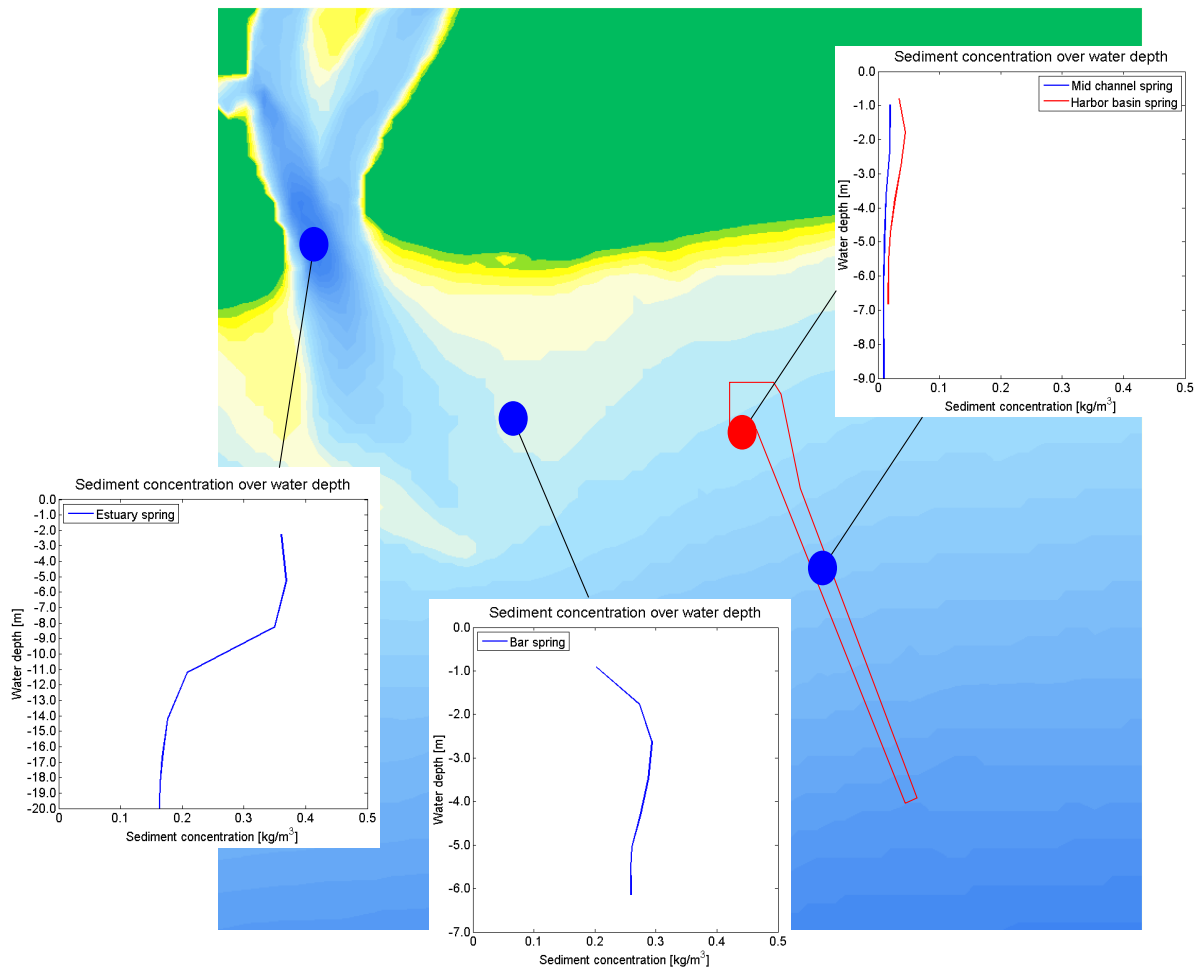 Sediment concentration over water depth
Mid channel spring
Harbor basin spring
0.0
-1.0
-2.0
-3.0
-4.0
-5.0
-6.0
-7.0
-9.0
-9.0
Water depth [m]
0 0.1 0.2 0.3 0.4 0.5
Sediment concentration [kg/m³]
Sediment concentration over water depth
Estuary spring
0.0
-1.0
-2.0
-3.0
-4.0
-5.0
-6.0
-7.0
-8.0
-9.0
-10.0
-11.0
-12.0
-13.0
-14.0
-15.0
-16.0
-17.0
-18.0
-19.0
-20.0
Water depth [m]
0 0.1 0.2 0.3 0.4 0.5
Sediment concentration [kg/m³]
Sediment concentration over water depth
Bar spring
0.0
-1.0
-2.0
-3.0
-4.0
-5.0
-6.0
-7.0
Water depth [m]
0 0.1 0.2 0.3 0.4 0.5
Sediment concentration [kg/m³]